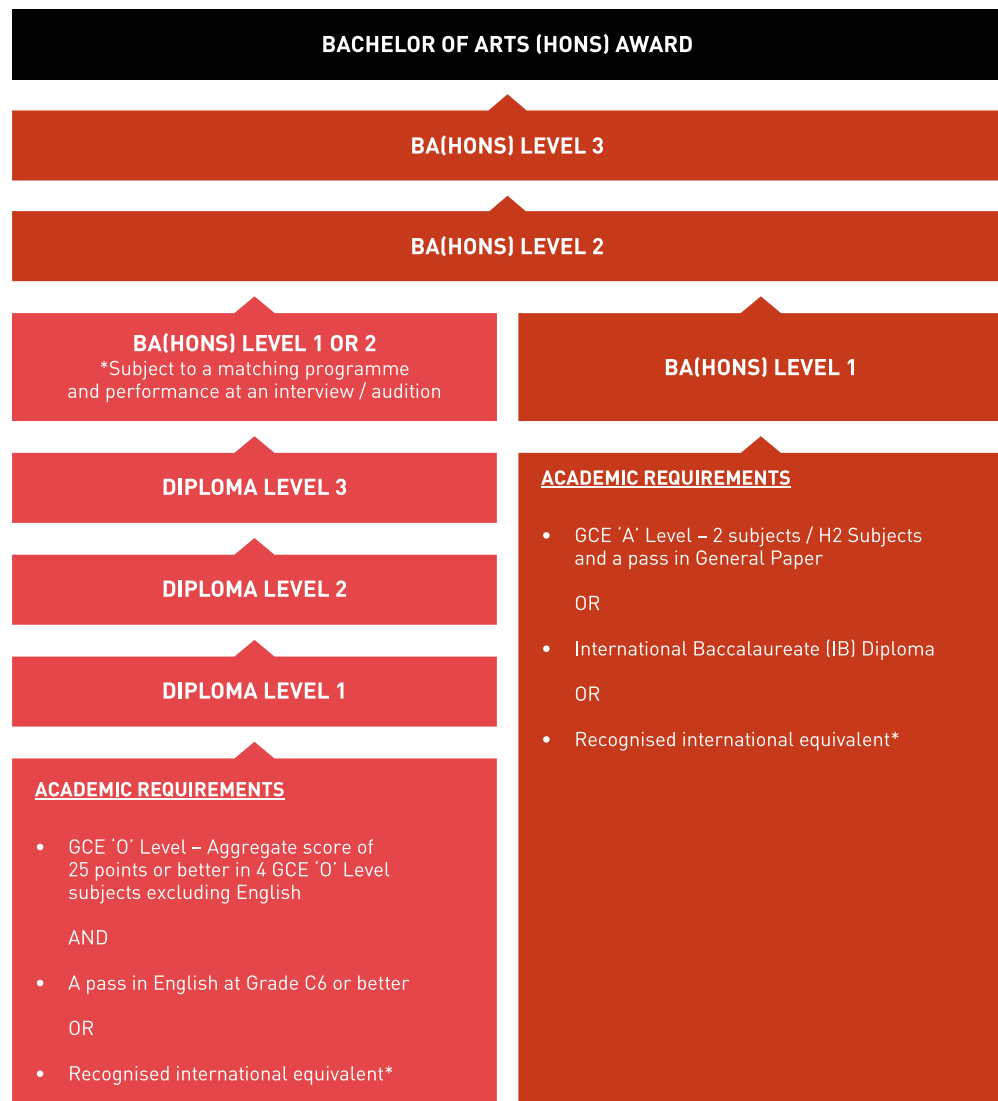 BACHELOR OF ARTS (HONS) AWARD
BA(HONS) LEVEL 3
BA(HONS) LEVEL 2
BA(HONS) LEVEL 1 OR 2
*Subject to a matching programme
and performance at an interview / audition
DIPLOMA LEVEL 3
DIPLOMA LEVEL 2
DIPLOMA LEVEL 1
ACADEMIC REQUIREMENTS
• GCE ‘O’ Level – Aggregate score of
25 points or better in 4 GCE ‘O’ Level
subjects excluding English
AND
• A pass in English at Grade C6 or better
OR
• Recognised international equivalent*
BA(HONS) LEVEL 1
ACADEMIC REQUIREMENTS
• GCE ‘A’ Level – 2 subjects / H2 Subjects
and a pass in General Paper
OR
• International Baccalaureate (IB) Diploma
OR
• Recognised international equivalent*